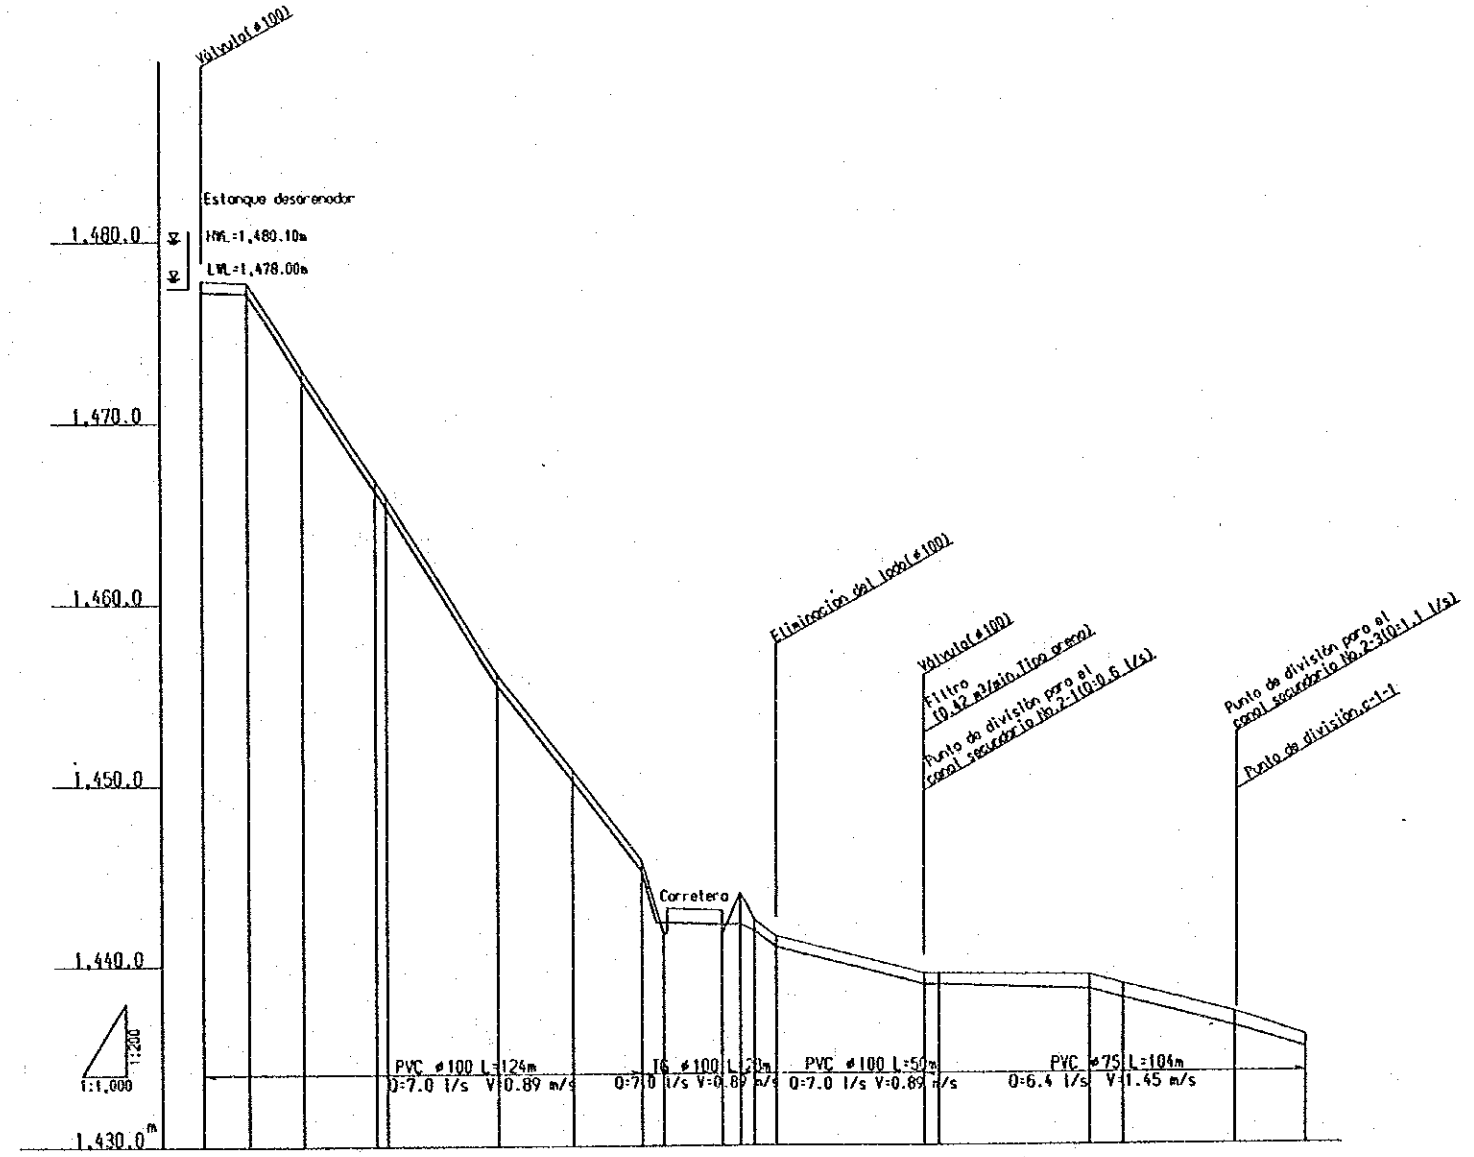 Válvula(ø100)
Estanque desarenador
HWL=1,480.10m
LWL=1,478.00m
1,480.0
1,470.0
1,460.0
1,450.0
1,440.0
1,430.0 m
Eliminación del lodo(ø100)
Válvula(ø100)
Filtro
(0.42 m³/min,Tipo arena)
Punto de división para el
canal secundario No.2-1(Q=0.6 l/s)
Punto de división para el
canal secundario No.2-3(Q=1.1 l/s)
Punto de división,c-1-1
Carretera
1:200
1:1,000
PVC ø100 L=124m
Q=7.0 l/s V=0.89 m/s
ø100
Q=7.0 l/s V=0.89 m/s
PVC ø100 L=50m
Q=7.0 l/s V=0.89 m/s
PVC ø75 L=104m
Q=6.4 l/s V=1.45 m/s